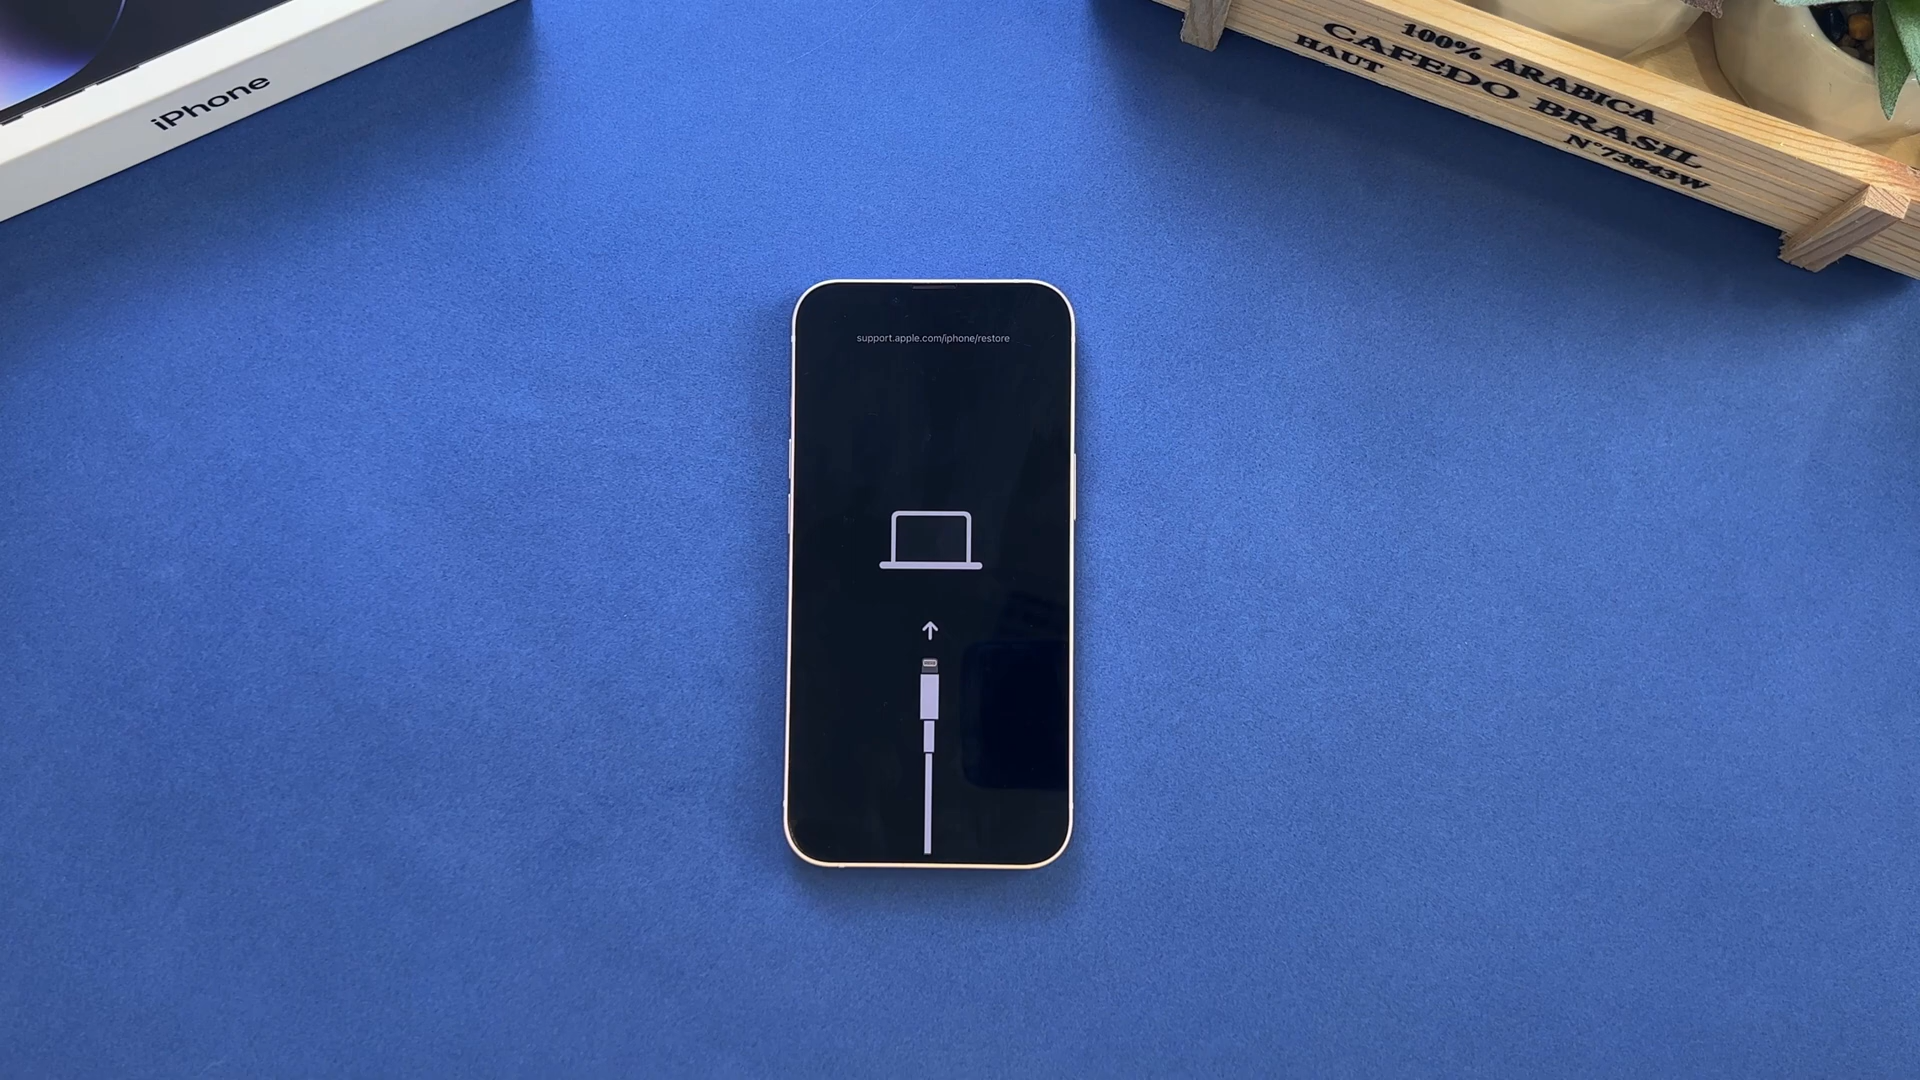 iPhone
100% ARABICA
CAFEDO BRASIL
HAUT
N°73843W
support.apple.com/iphone/restore